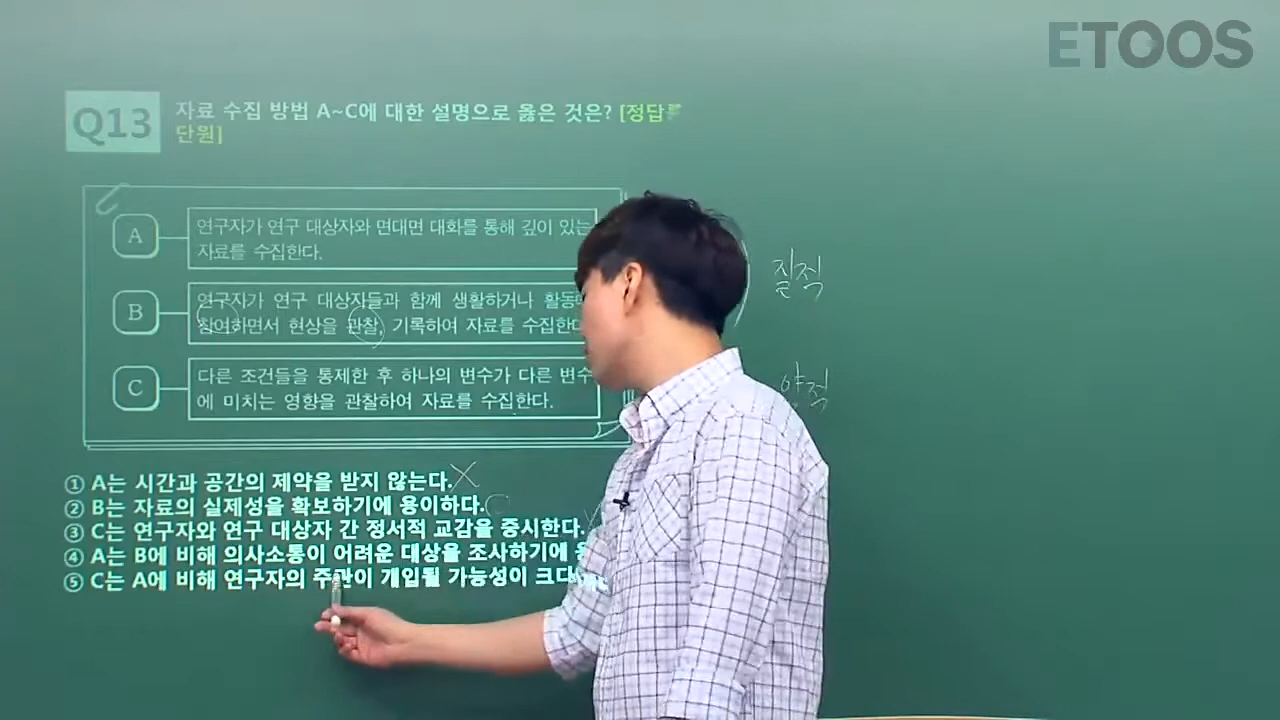 ETOOS
Q13 자료 수집 방법 A~C에 대한 설명으로 옳은 것은? [정답률
단원]
A 연구자가 연구 대상자와 면대면 대화를 통해 깊이 있는
자료를 수집한다.
B 연구자가 연구 대상자들과 함께 생활하거나
참여하면서 현상을 관찰, 기록하여 자료를 수집한다
C 다른 조건들을 통제한 후 하나의 변수가 다른 변수
에 미치는 영향을 관찰하여 자료를 수집한다.
질적
양적
① A는 시간과 공간의 제약을 받지 않는다. X
② B는 자료의 실제성을 확보하기에 용이하다.
③ C는 연구자와 연구 대상자 간 정서적 교감을 중시한다.
④ A는 B에 비해 의사소통이 어려운 대상을 조사하기에
⑤ C는 A에 비해 연구자의 주관이 개입될 가능성이 크다